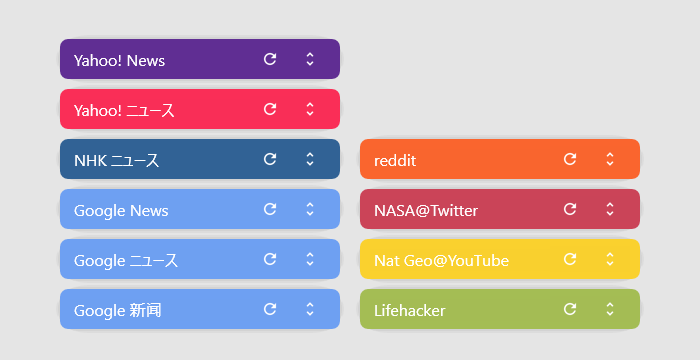 Yahoo! News
Yahoo! ニュース
NHK ニュース
Google News
Google ニュース
Google 新闻
reddit
NASA@Twitter
Nat Geo@YouTube
Lifehacker